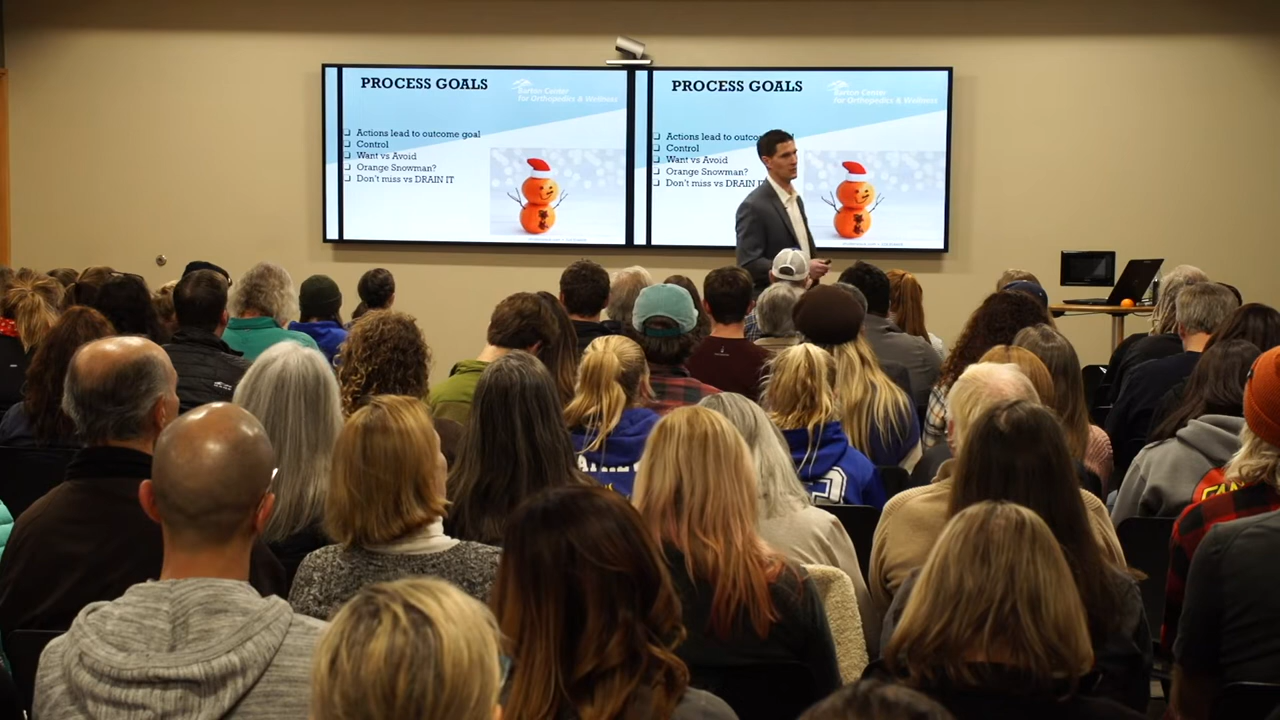 PROCESS GOALS
Barton Center
for Orthopedics & Wellness
Actions lead to outcome goal
Control
Want vs Avoid
Orange Snowman?
Don't miss vs DRAIN IT
PROCESS GOALS
Barton Center
for Orthopedics & Wellness
Actions lead to outco
Control
Want vs Avoid
Orange Snowman?
Don't miss vs DRAIN IT
2